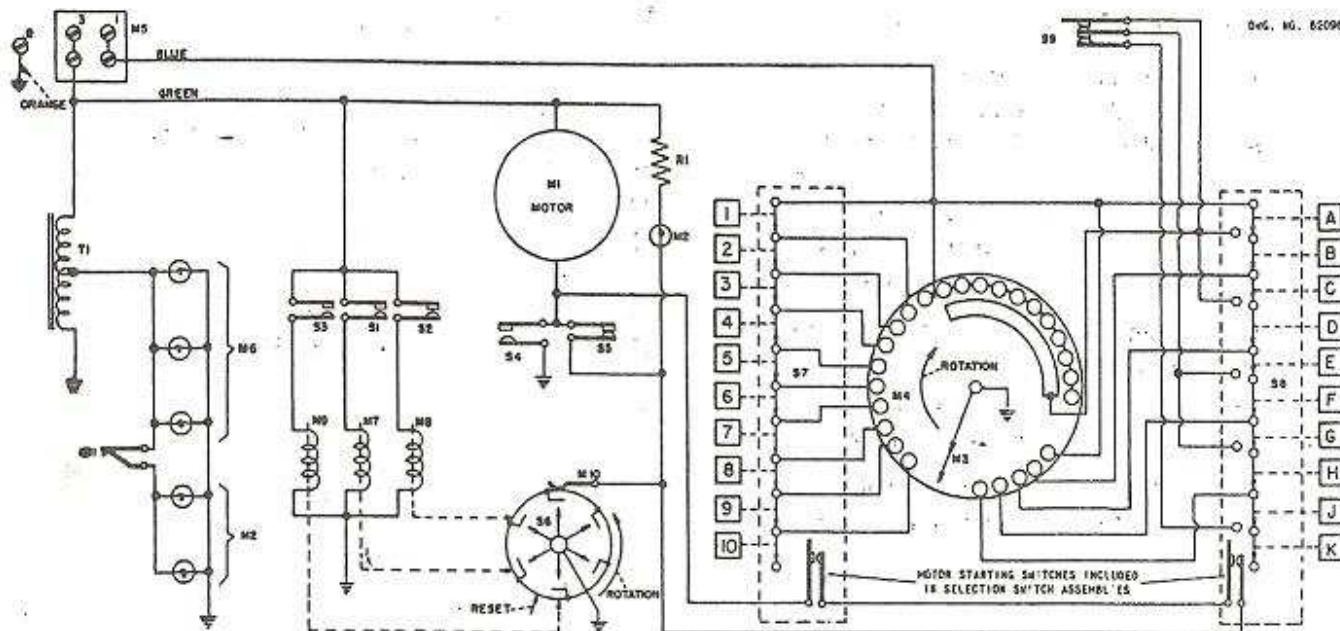 3
1
M5
S9
DWG. NO. 6209
BLUE
ORANGE
GREEN
R1
M1
MOTOR
M2
T1
1
2
3
4
5
6
7
8
9
10
A
B
C
D
E
F
G
H
J
K
S3
S1
S2
S4
S5
M6
S7
M4
ROTATION
S8
M3
M7
M8
M10
S6
ROTATION
M2
RESET
MOTOR STARTING SWITCHES INCLUDED
IN SELECTION SWITCH ASSEMBLIES